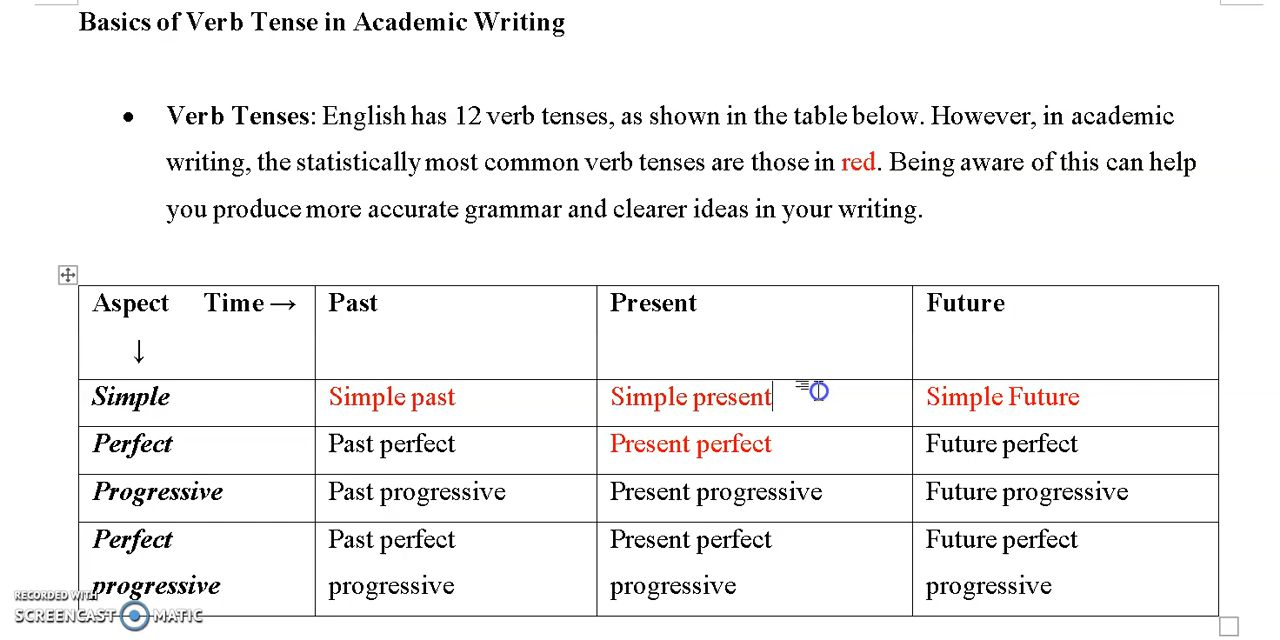 Basics of Verb Tense in Academic Writing
• Verb Tenses: English has 12 verb tenses, as shown in the table below. However, in academic
writing, the statistically most common verb tenses are those in red. Being aware of this can help
you produce more accurate grammar and clearer ideas in your writing.
Aspect Time → Past Present Future
↓
Simple Simple past Simple present Simple Future
Perfect Past perfect Present perfect Future perfect
Progressive Past progressive Present progressive Future progressive
Perfect Past perfect Present perfect Future perfect
progressive progressive progressive progressive
RECORDED WITH
SCREENCAST-O-MATIC